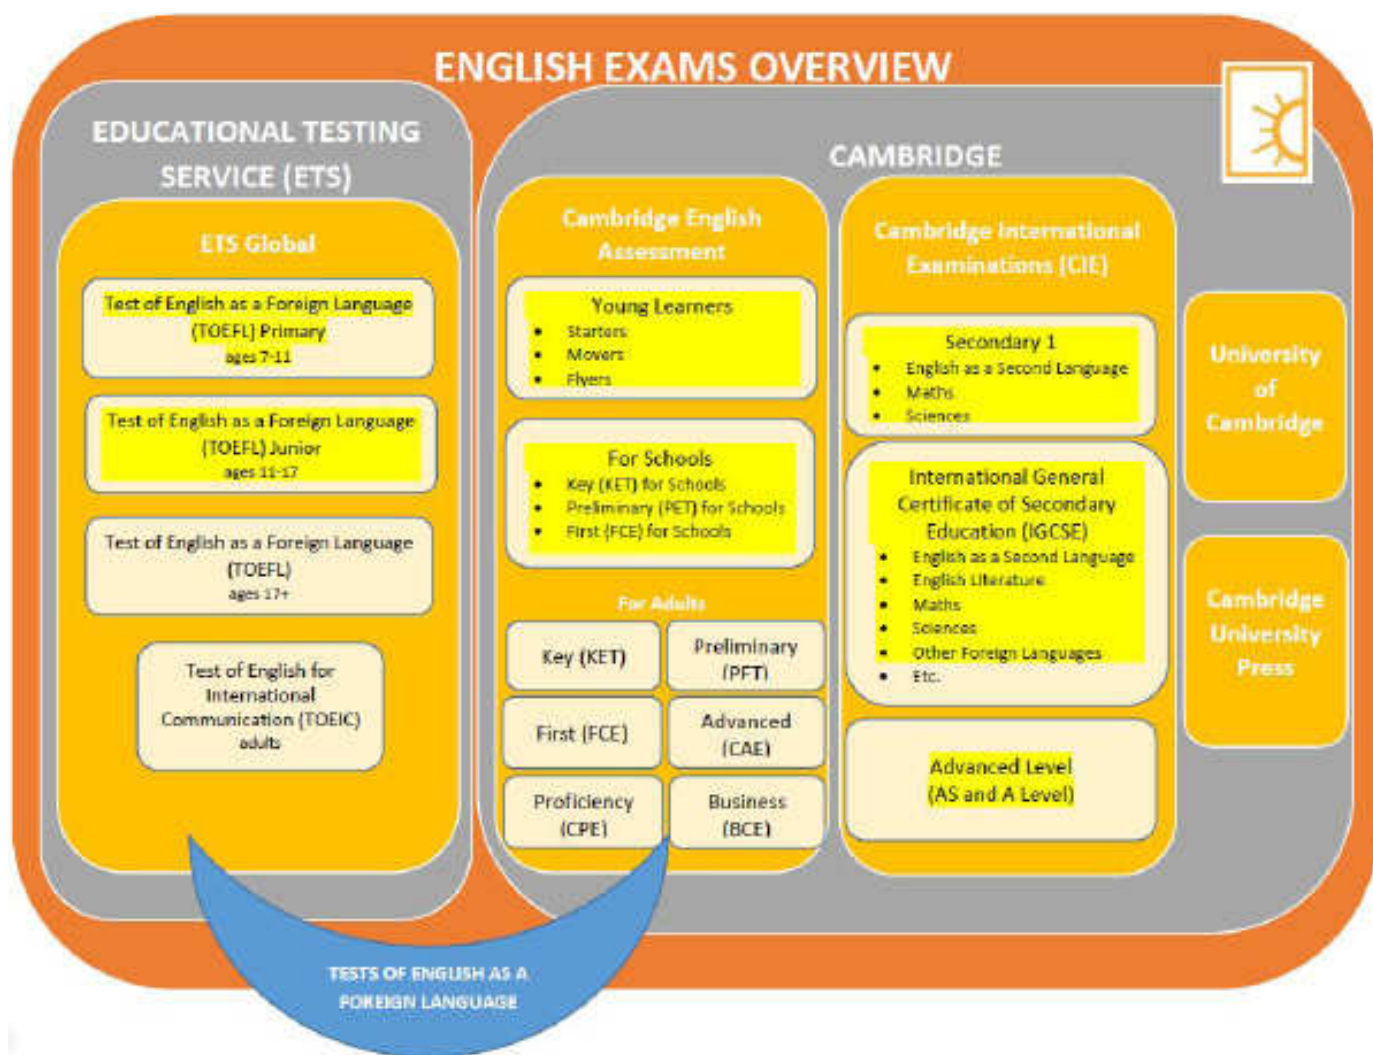 ENGLISH EXAMS OVERVIEW
EDUCATIONAL TESTING
SERVICE (ETS)
ETS Global
Test of English as a Foreign Language
(TOEFL) Primary
ages 7-11
Test of English as a Foreign Language
(TOEFL) Junior
ages 11-17
Test of English as a Foreign Language
(TOEFL)
ages 17+
Test of English for
International
Communication (TOEIC)
adults
CAMBRIDGE
Cambridge English
Assessment
Young Learners
• Starters
• Movers
• Flyers
For Schools
• Key (KET) for Schools
• Preliminary (PET) for Schools
• First (FCE) for Schools
For Adults
Key (KET)
Preliminary
(PET)
First (FCE)
Advanced
(CAE)
Proficiency
(CPE)
Business
(BCE)
Cambridge International
Examinations (CIE)
Secondary 1
• English as a Second Language
• Maths
• Sciences
International General
Certificate of Secondary
Education (IGCSE)
• English as a Second Language
• English Literature
• Maths
• Sciences
• Other Foreign Languages
• Etc.
Advanced Level
(AS and A Level)
University
of
Cambridge
Cambridge
University
Press
TESTS OF ENGLISH AS A
FOREIGN LANGUAGE